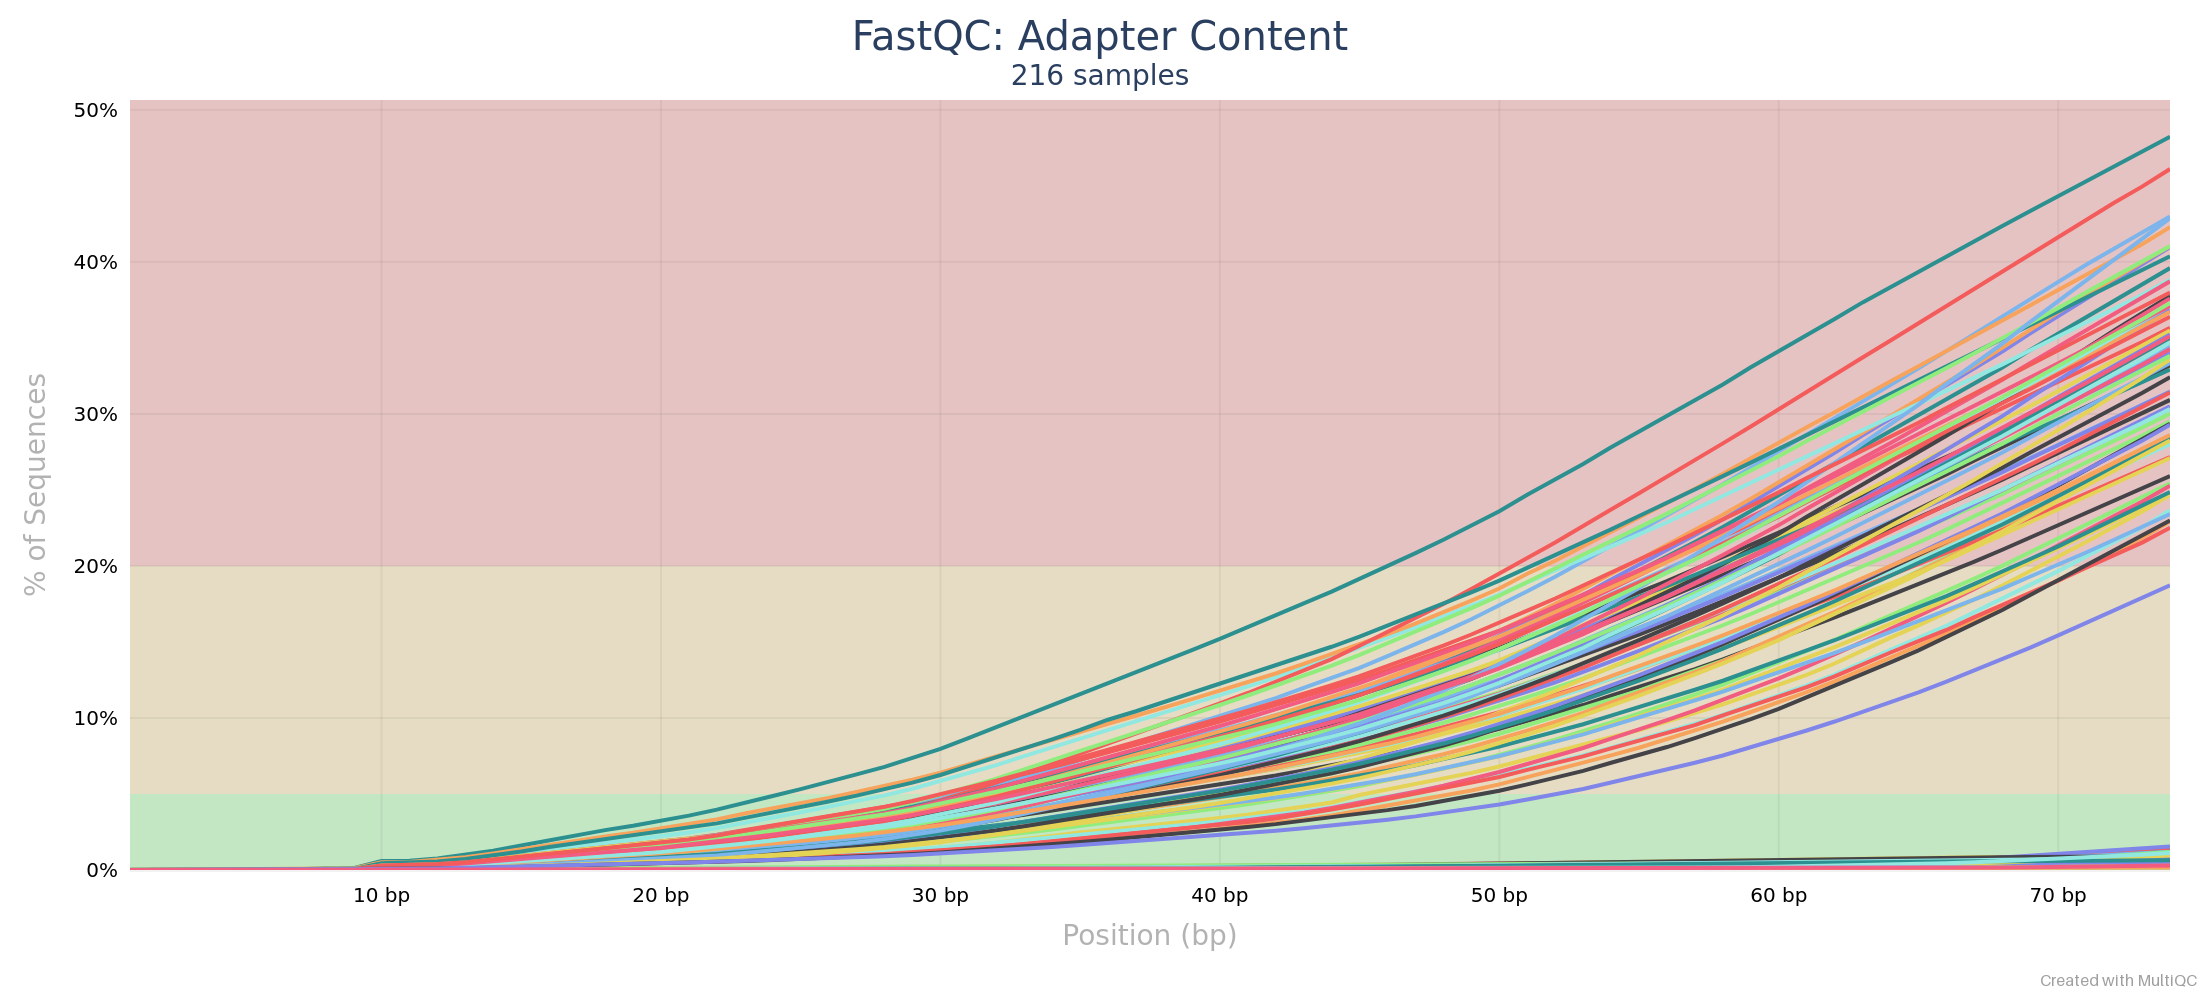 FastQC: Adapter Content
216 samples
50%
40%
30%
20%
10%
0%
% of Sequences
10 bp
20 bp
30 bp
40 bp
50 bp
60 bp
70 bp
Position (bp)
Created with MultiQC